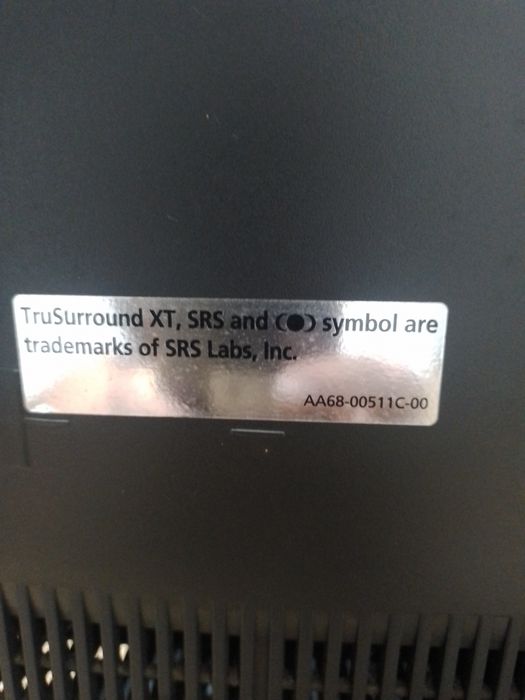 TruSurround XT, SRS and (●) symbol are
trademarks of SRS Labs, Inc.
AA68-00511C-00